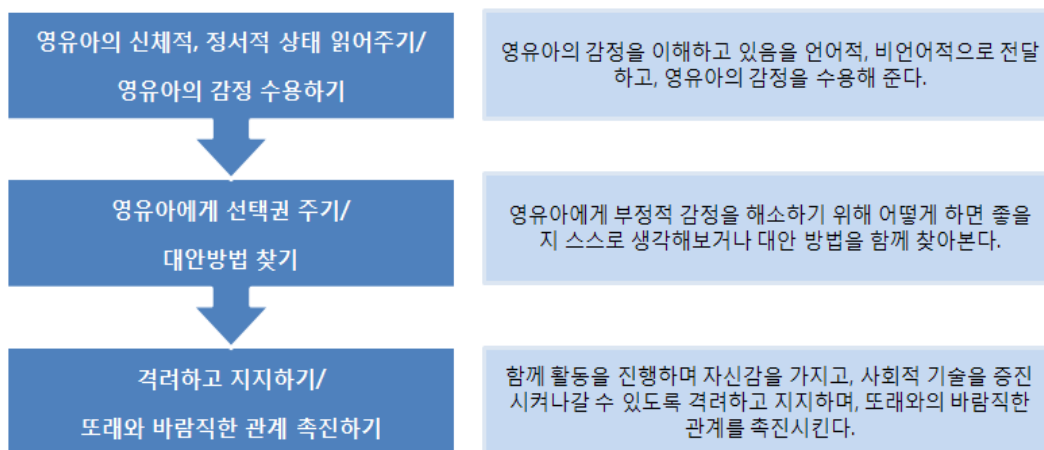 영유아의 신체적, 정서적 상태 읽어주기/
영유아의 감정 수용하기
영유아의 감정을 이해하고 있음을 언어적, 비언어적으로 전달
하고, 영유아의 감정을 수용해 준다.
영유아에게 선택권 주기/
대안방법 찾기
영유아에게 부정적 감정을 해소하기 위해 어떻게 하면 좋을
지 스스로 생각해보거나 대안 방법을 함께 찾아본다.
격려하고 지지하기/
또래와 바람직한 관계 촉진하기
함께 활동을 진행하며 자신감을 가지고, 사회적 기술을 증진
시켜나갈 수 있도록 격려하고 지지하며, 또래와의 바람직한
관계를 촉진시킨다.